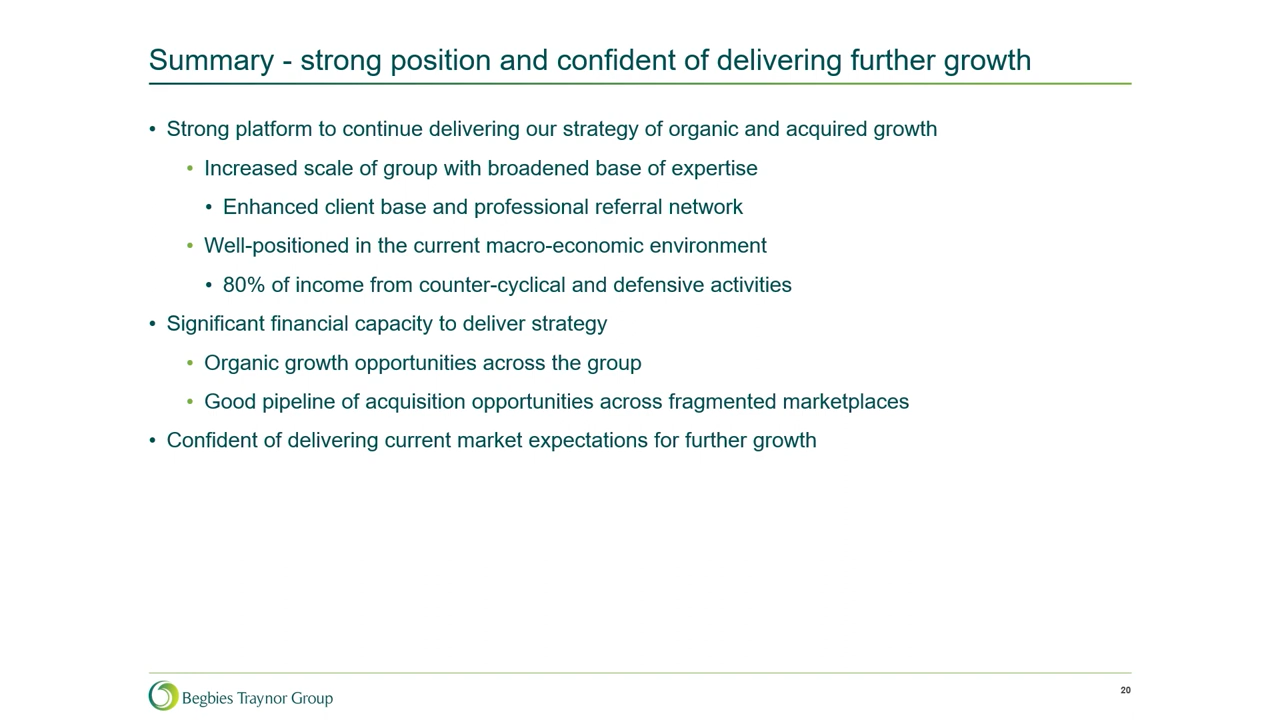 Summary - strong position and confident of delivering further growth
• Strong platform to continue delivering our strategy of organic and acquired growth
• Increased scale of group with broadened base of expertise
• Enhanced client base and professional referral network
• Well-positioned in the current macro-economic environment
• 80% of income from counter-cyclical and defensive activities
• Significant financial capacity to deliver strategy
• Organic growth opportunities across the group
• Good pipeline of acquisition opportunities across fragmented marketplaces
• Confident of delivering current market expectations for further growth
Begbies Traynor Group
20